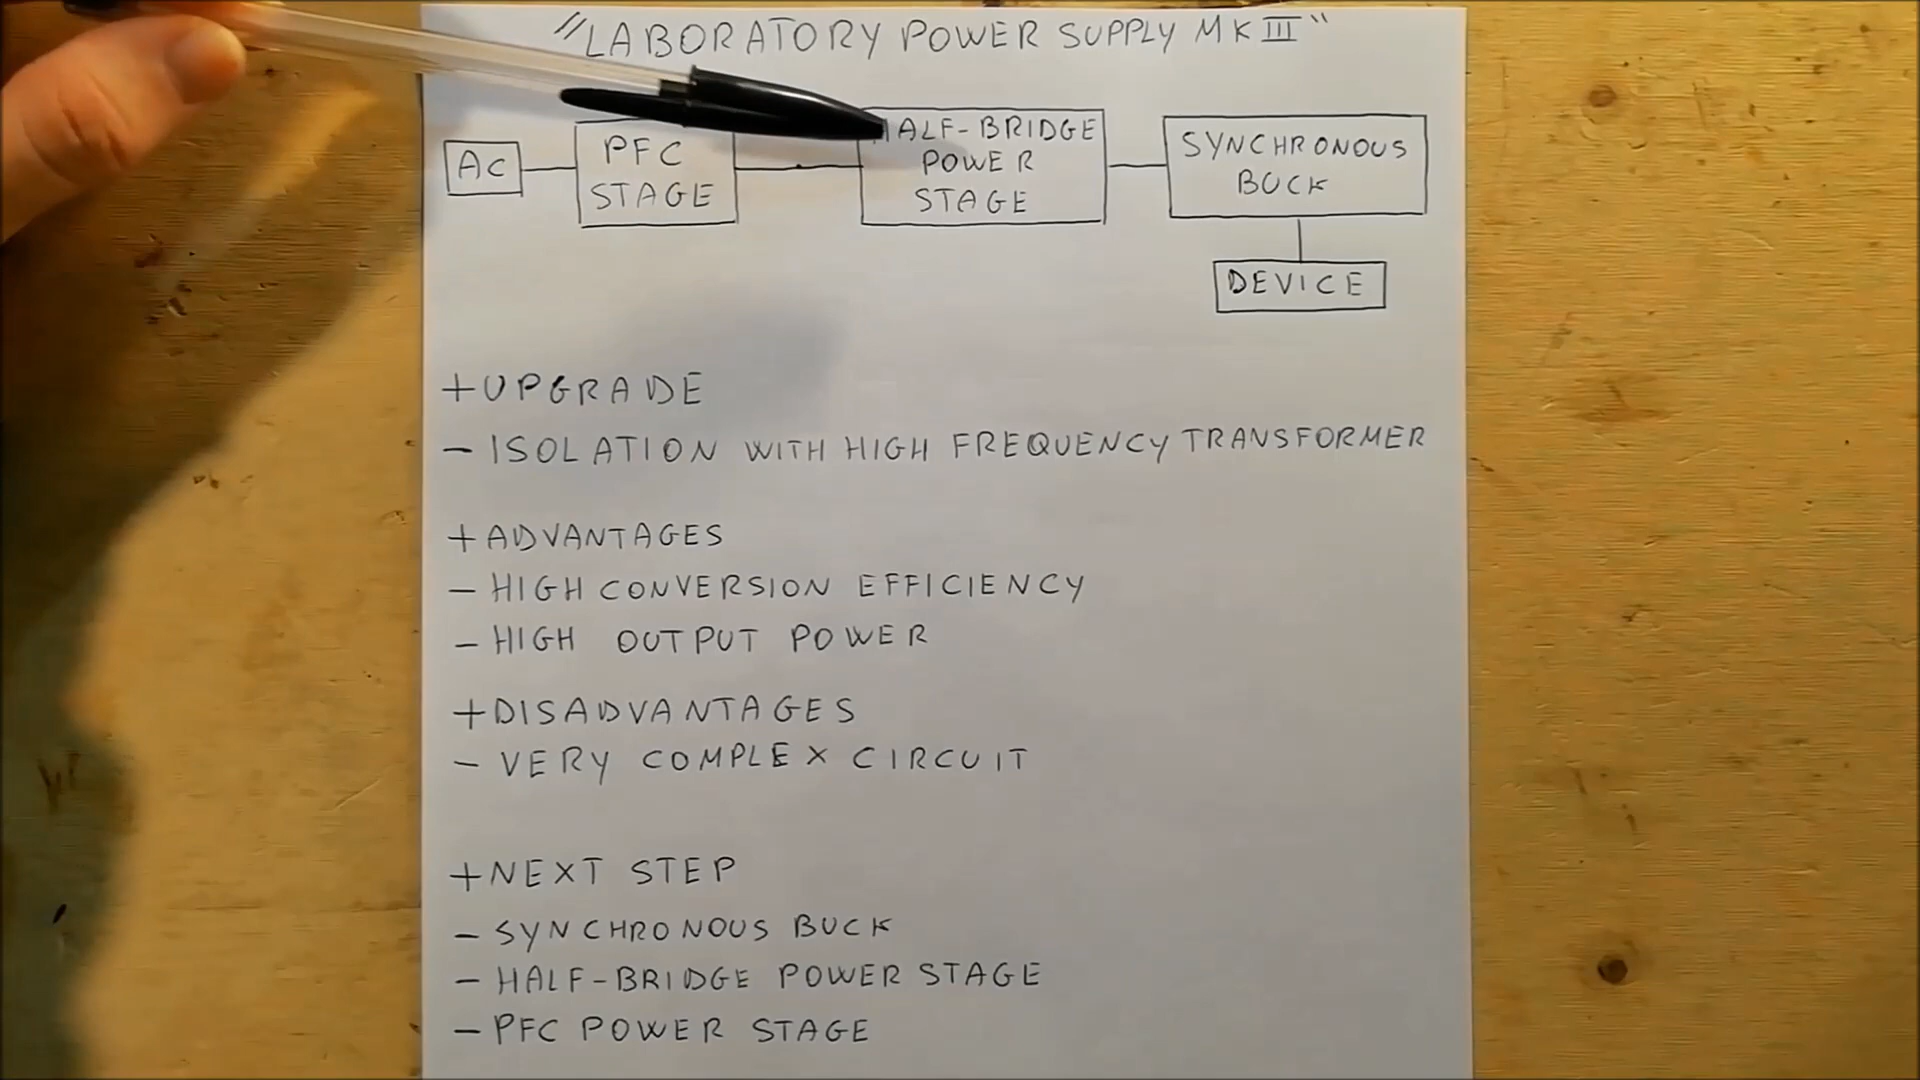 "LABORATORY POWER SUPPLY MK III"
AC
PFC
STAGE
HALF-BRIDGE
POWER
STAGE
SYNCHRONOUS
BUCK
DEVICE
+UPGRADE
- ISOLATION WITH HIGH FREQUENCY TRANSFORMER
+ADVANTAGES
- HIGH CONVERSION EFFICIENCY
- HIGH OUTPUT POWER
+DISADVANTAGES
- VERY COMPLEX CIRCUIT
+NEXT STEP
- SYNCHRONOUS BUCK
- HALF-BRIDGE POWER STAGE
- PFC POWER STAGE